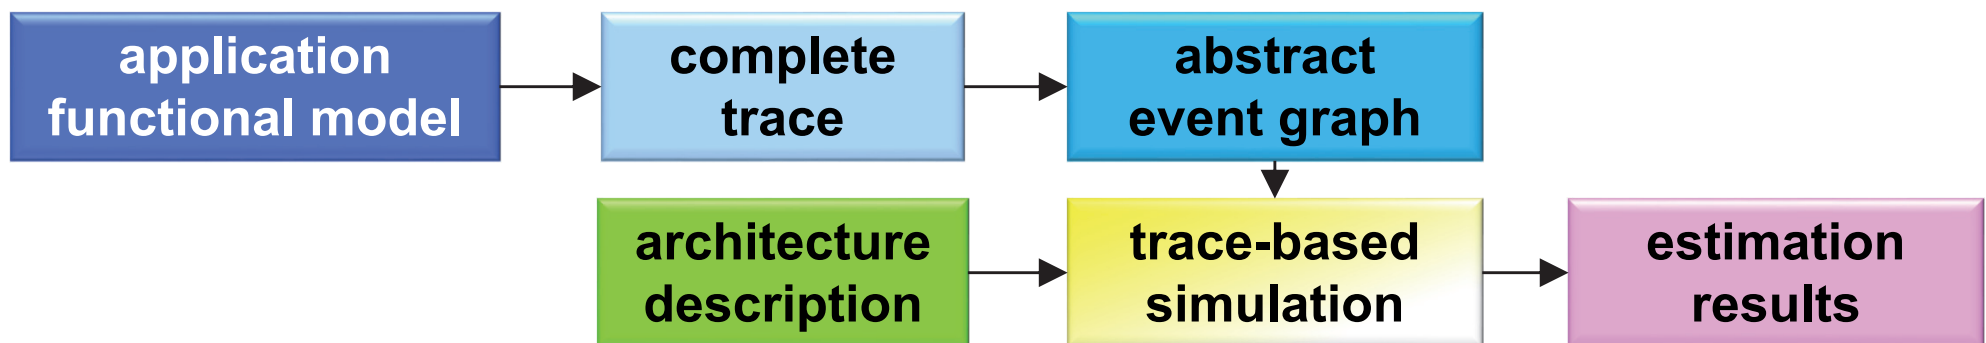 application
functional model
complete
trace
abstract
event graph
architecture
description
trace-based
simulation
estimation
results